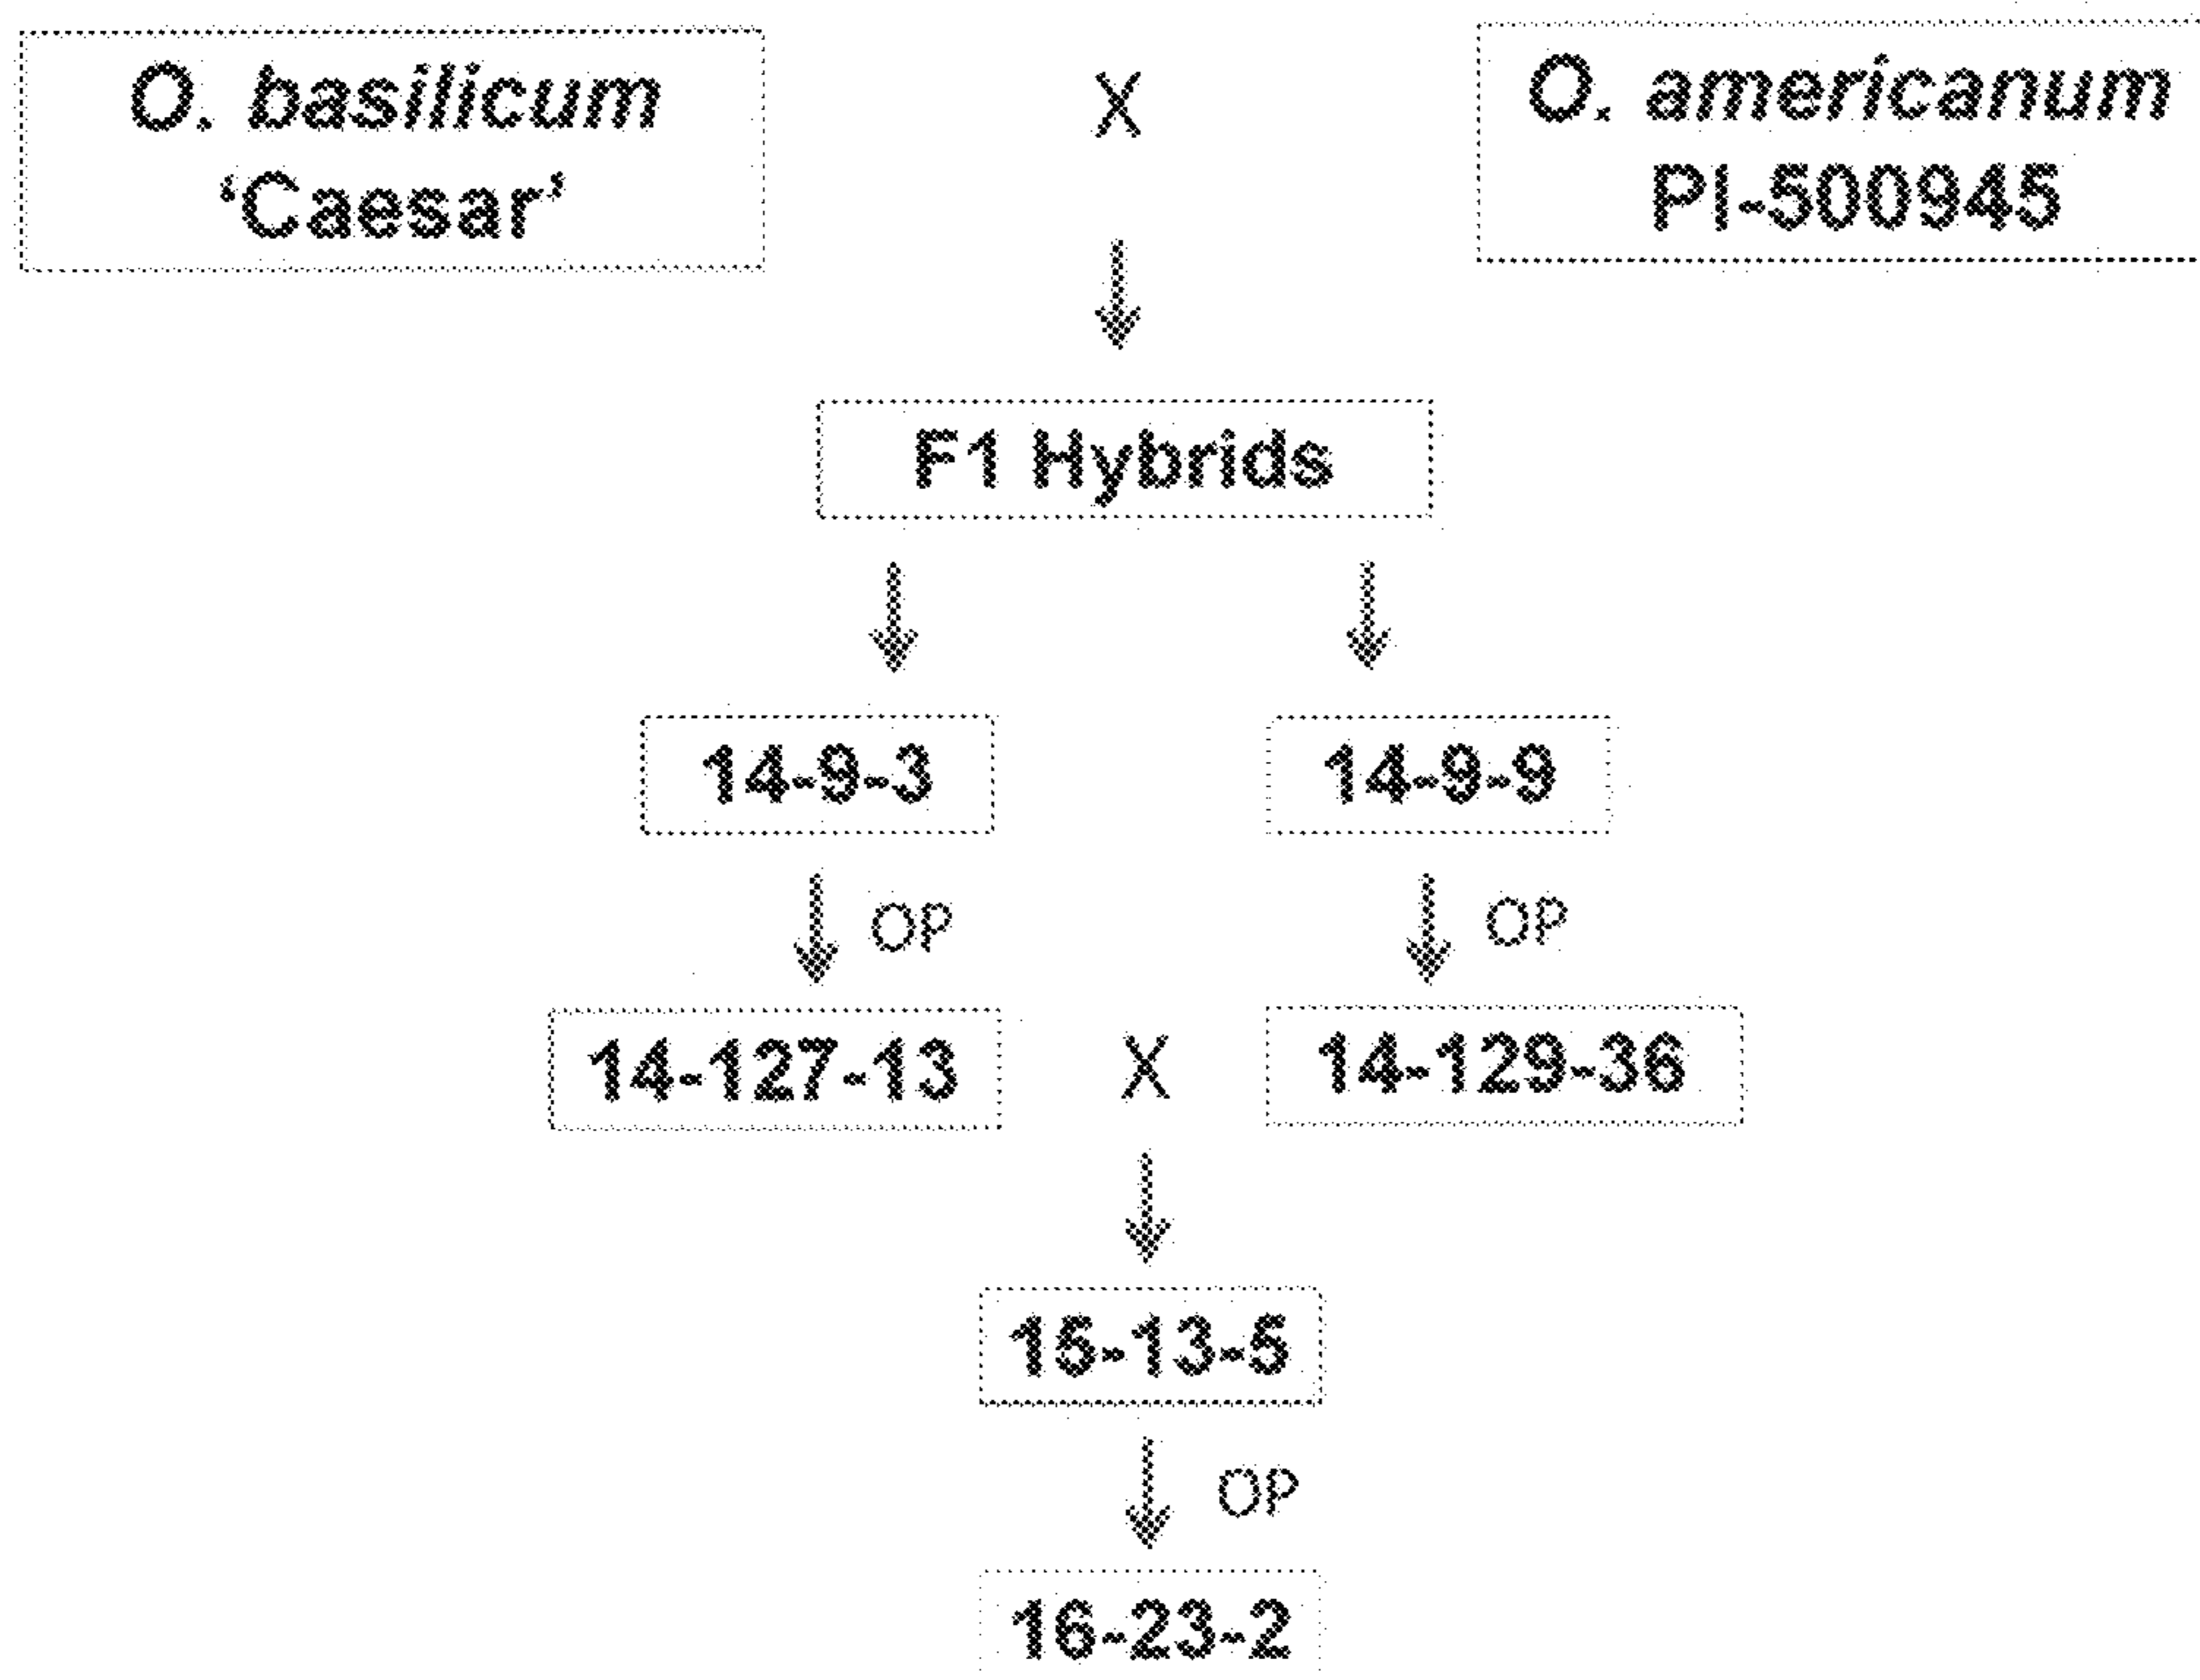 O. basilicum
'Caesar'
X
O. americanum
PI-500945
F1 Hybrids
14-9-3
14-9-9
OP
OP
14-127-13
X
14-129-36
15-13-5
OP
16-23-2